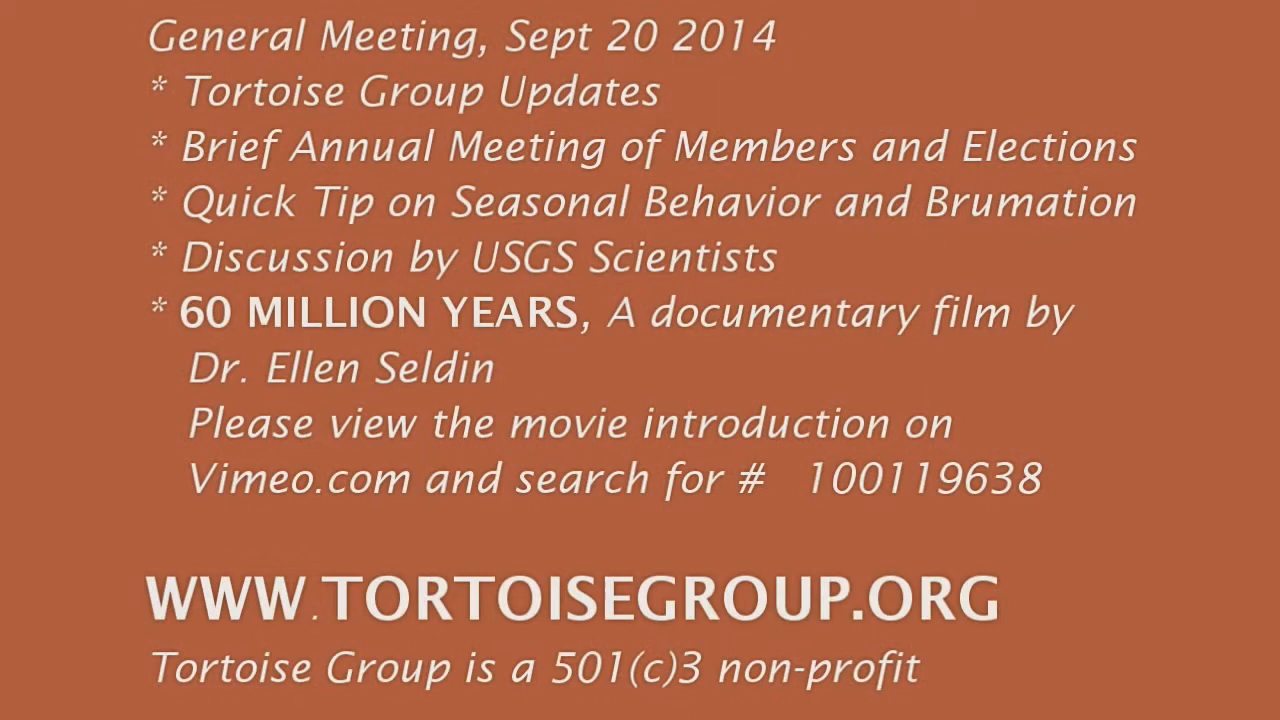 General Meeting, Sept 20 2014
* Tortoise Group Updates
* Brief Annual Meeting of Members and Elections
* Quick Tip on Seasonal Behavior and Brumation
* Discussion by USGS Scientists
* 60 MILLION YEARS, A documentary film by
Dr. Ellen Seldin
Please view the movie introduction on
Vimeo.com and search for # 100119638
WWW.TORTOISEGROUP.ORG
Tortoise Group is a 501(c)3 non-profit